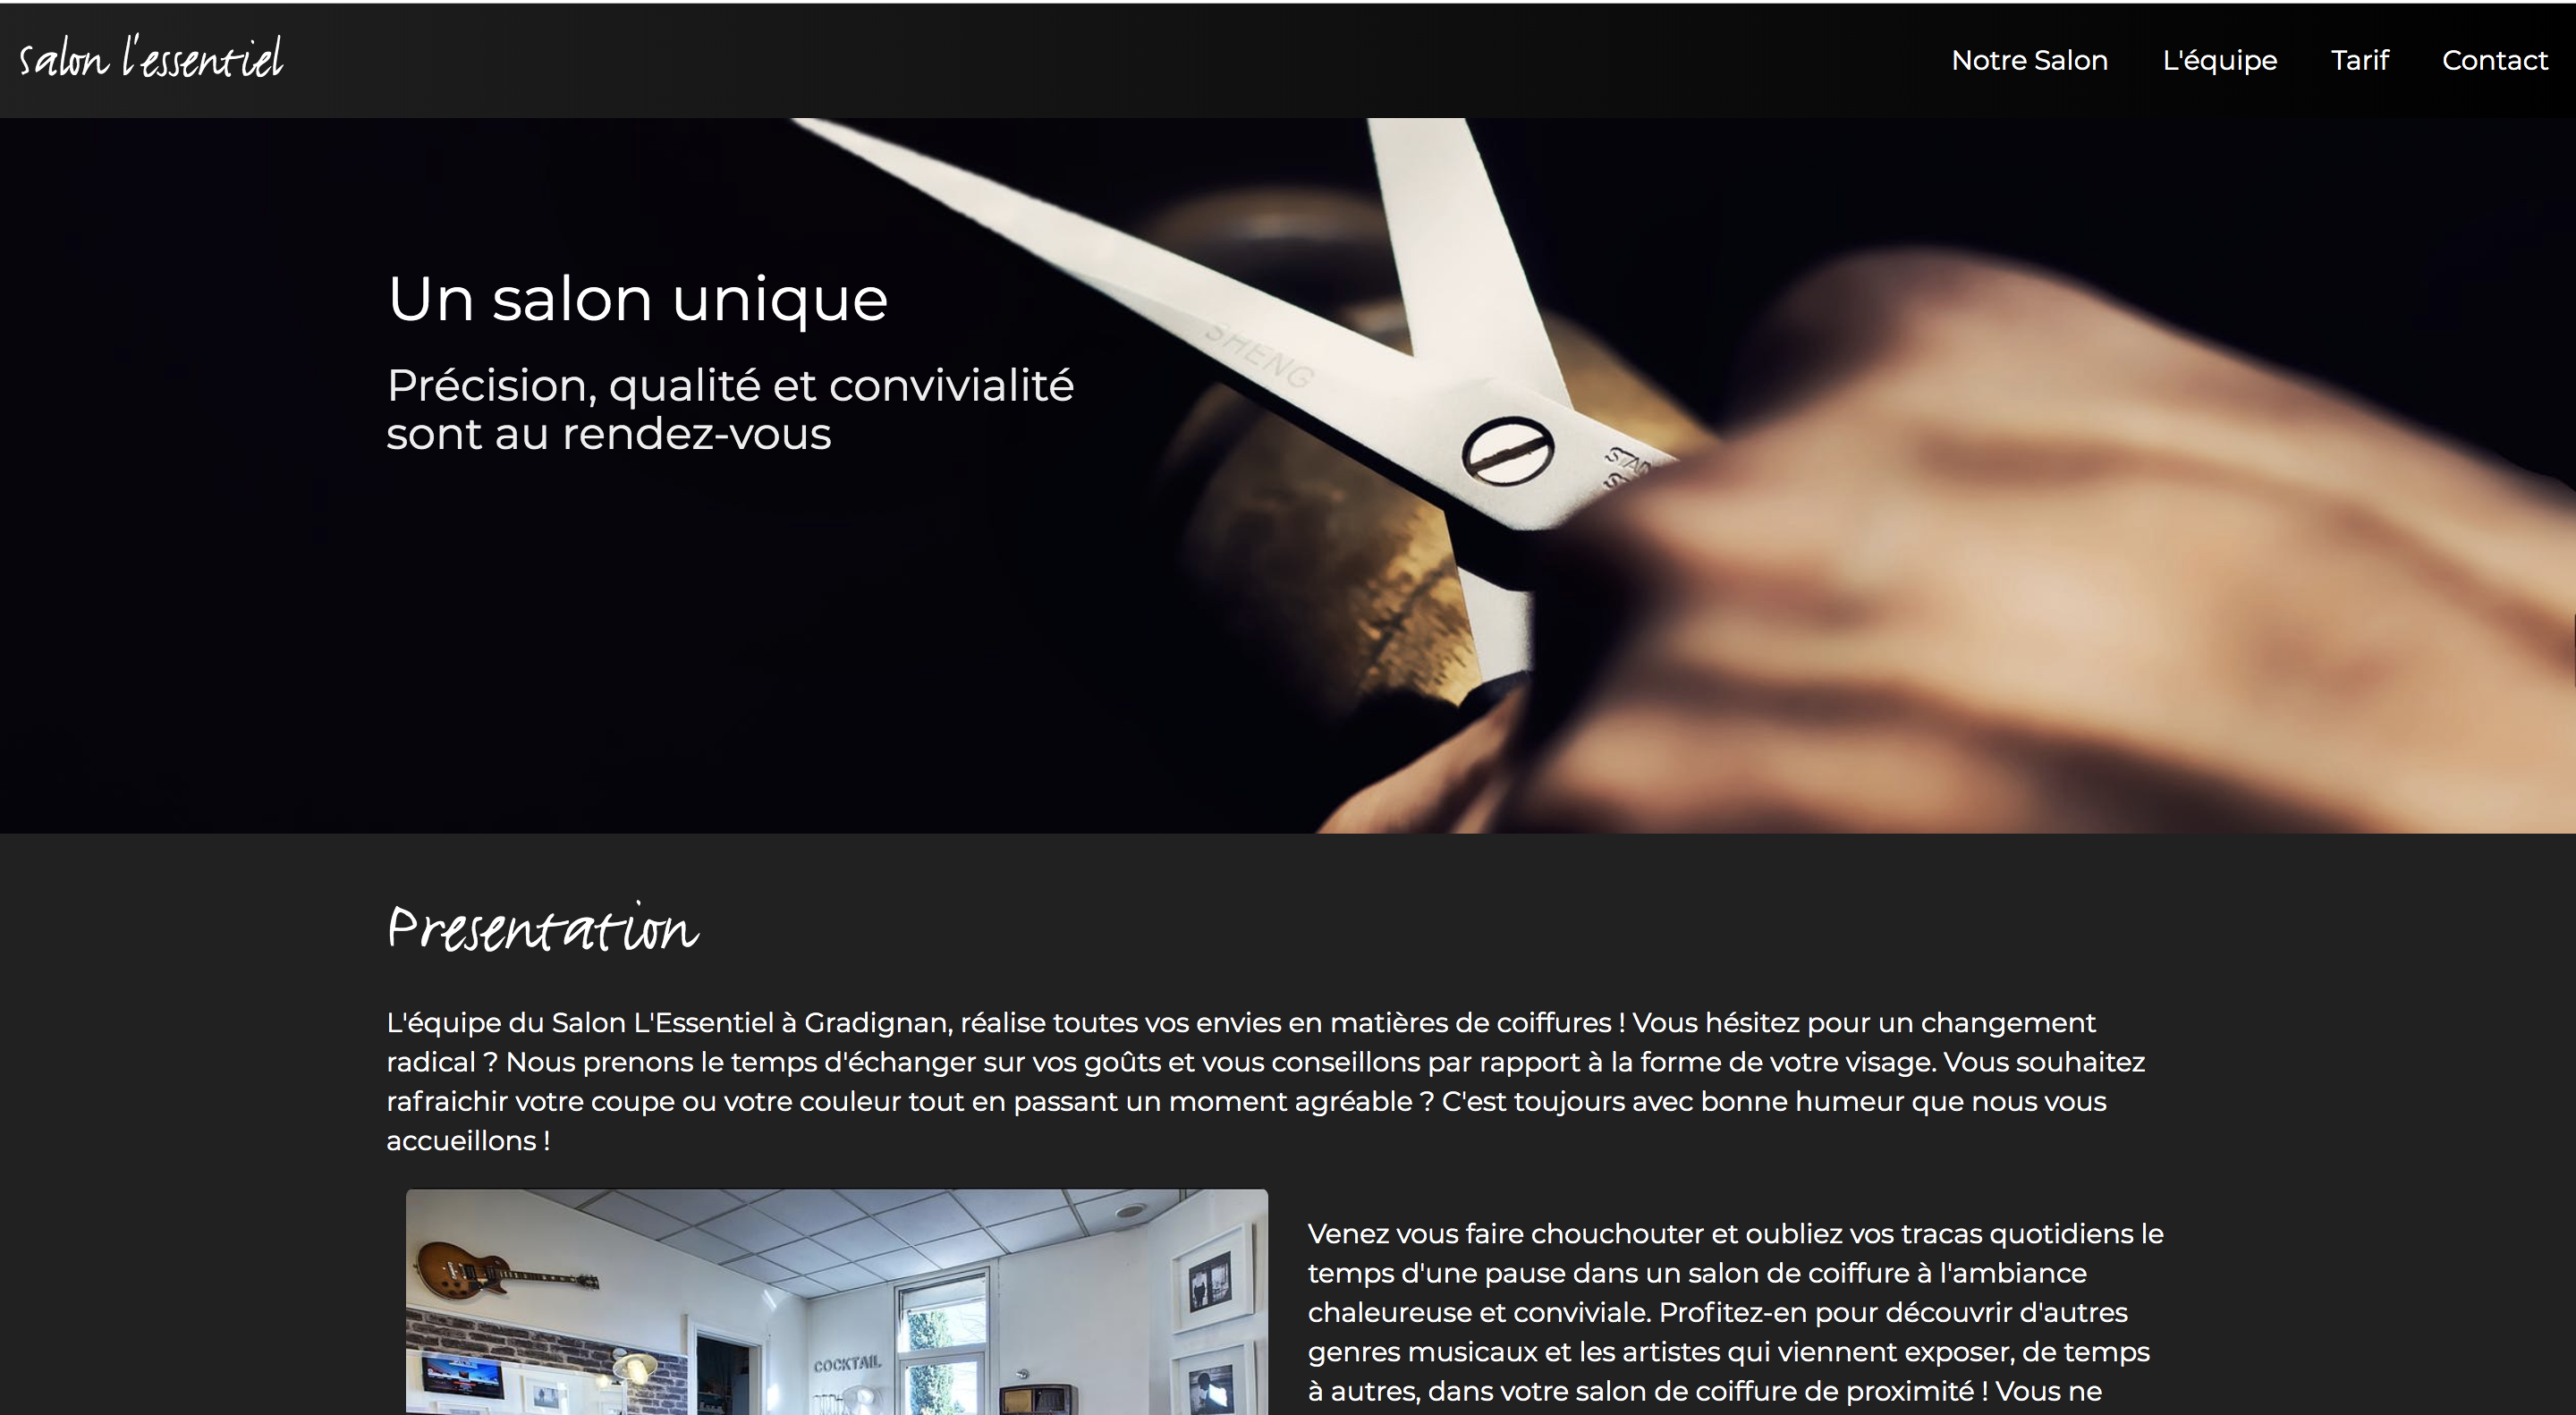 Salon l'essentiel
Notre Salon L'équipe Tarif Contact
Un salon unique
Précision, qualité et convivialité
sont au rendez-vous
SHENG
Presentation
L'équipe du Salon L'Essentiel à Gradignan, réalise toutes vos envies en matières de coiffures ! Vous hésitez pour un changement
radical ? Nous prenons le temps d'échanger sur vos goûts et vous conseillons par rapport à la forme de votre visage. Vous souhaitez
rafraichir votre coupe ou votre couleur tout en passant un moment agréable ? C'est toujours avec bonne humeur que nous vous
accueillons !
COCKTAIL
Venez vous faire chouchouter et oubliez vos tracas quotidiens le
temps d'une pause dans un salon de coiffure à l'ambiance
chaleureuse et conviviale. Profitez-en pour découvrir d'autres
genres musicaux et les artistes qui viennent exposer, de temps
à autres, dans votre salon de coiffure de proximité ! Vous ne